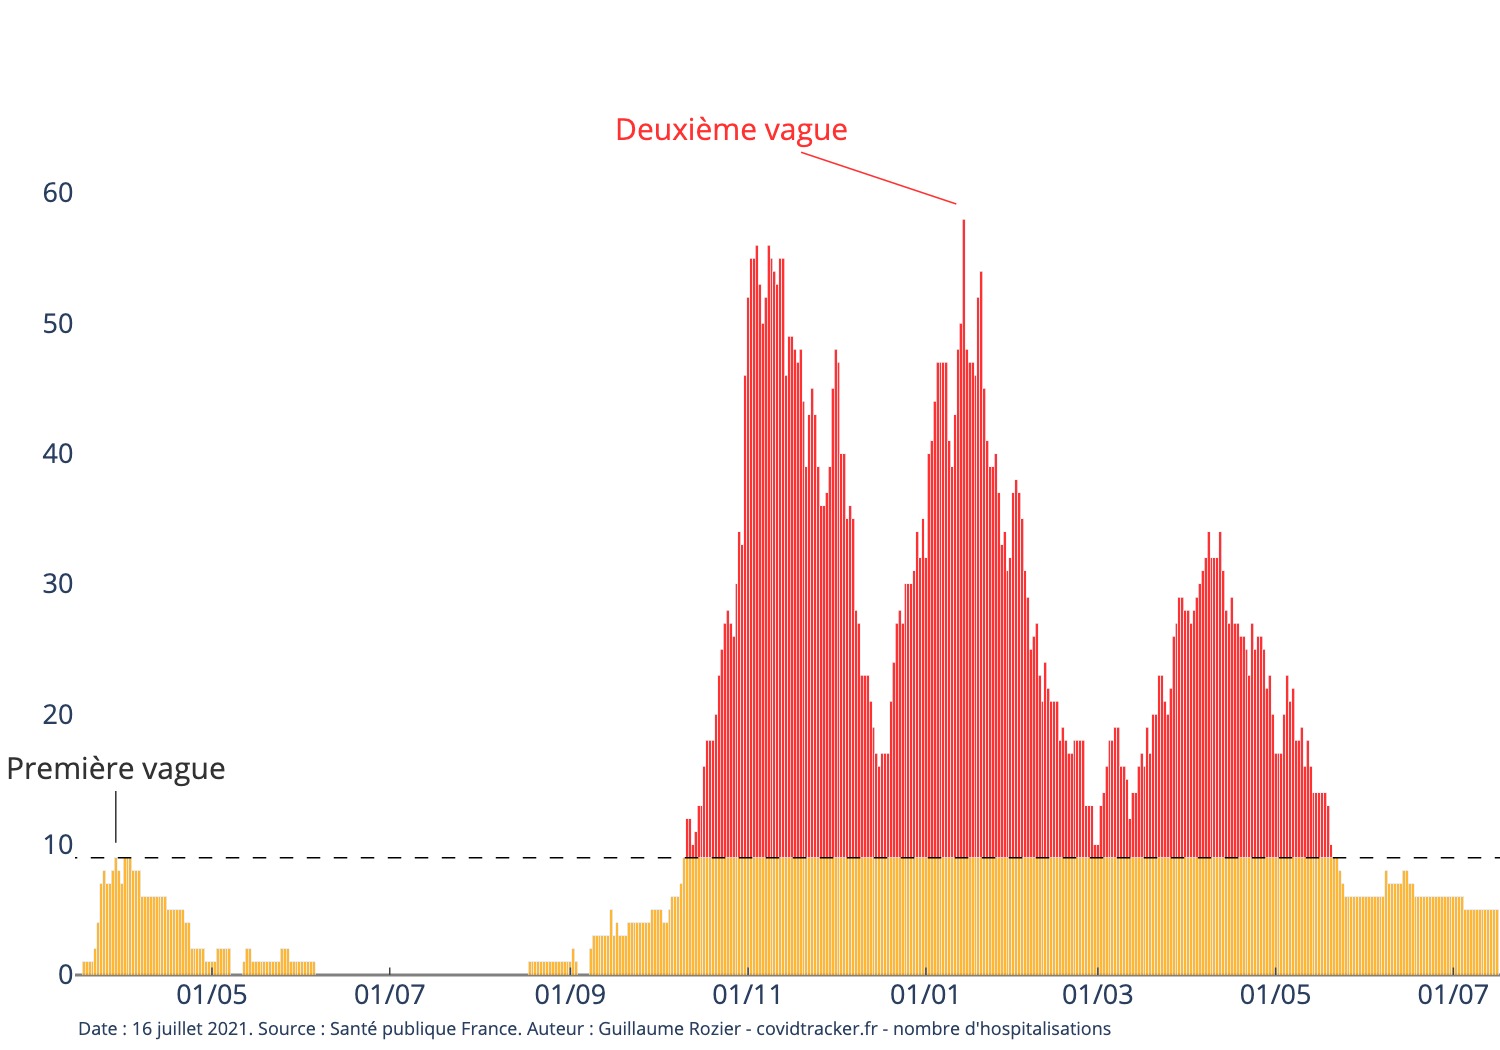 Deuxième vague
60
50
40
30
20
Première vague
10
0
01/05 01/07 01/09 01/11 01/01 01/03 01/05 01/07
Date : 16 juillet 2021. Source : Santé publique France. Auteur : Guillaume Rozier - covidtracker.fr - nombre d'hospitalisations